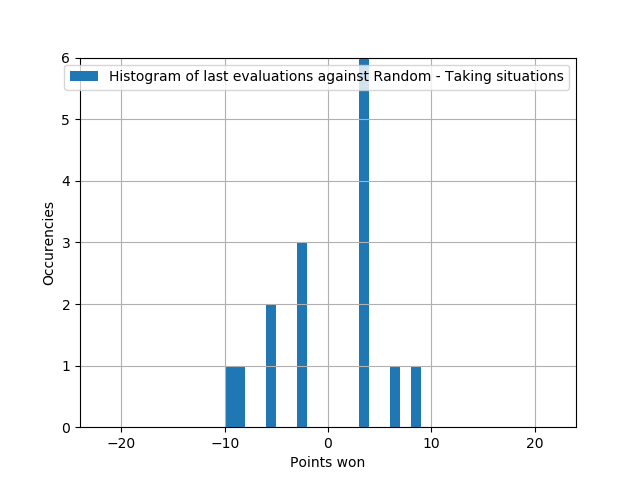 Histogram of last evaluations against Random - Taking situations
6
5
4
3
2
1
0
Occurencies
−20 −10 0 10 20
Points won